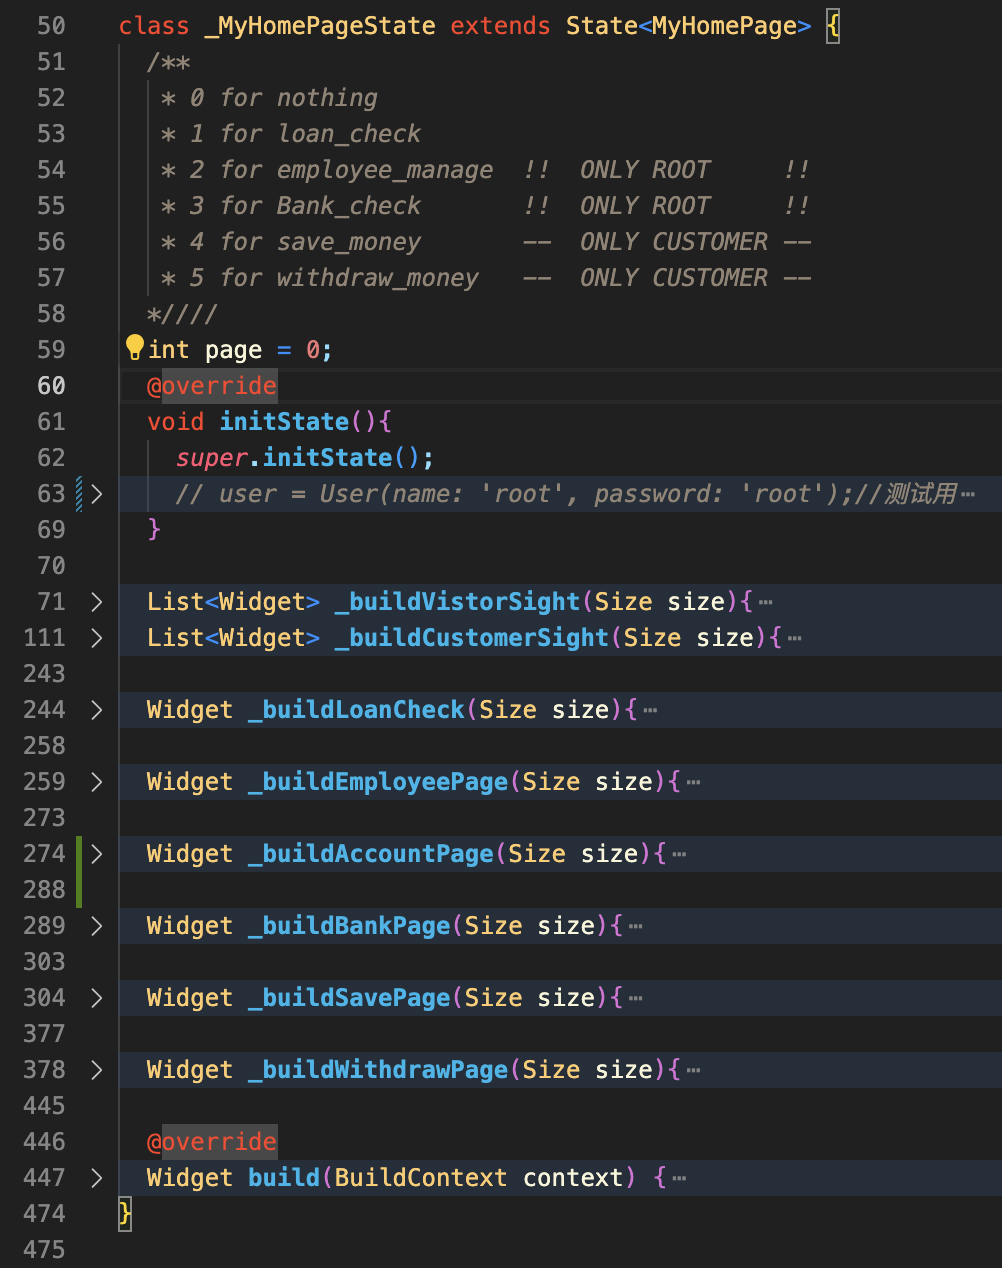 50 class _MyHomePageState extends State<MyHomePage> {
51 /**
52 * 0 for nothing
53 * 1 for loan_check
54 * 2 for employee_manage !! ONLY ROOT !!
55 * 3 for Bank_check !! ONLY ROOT !!
56 * 4 for save_money -- ONLY CUSTOMER --
57 * 5 for withdraw_money -- ONLY CUSTOMER --
58 *////
59 int page = 0;
60 @override
61 void initState(){
62 super.initState();
63 // user = User(name: 'root', password: 'root');//测试用…
69 }
70
71 List<Widget> _buildVistorSight(Size size){…
111 List<Widget> _buildCustomerSight(Size size){…
243
244 Widget _buildLoanCheck(Size size){…
258
259 Widget _buildEmployeePage(Size size){…
273
274 Widget _buildAccountPage(Size size){…
288
289 Widget _buildBankPage(Size size){…
303
304 Widget _buildSavePage(Size size){…
377
378 Widget _buildWithdrawPage(Size size){…
445
446 @override
447 Widget build(BuildContext context) {…
474 }
475